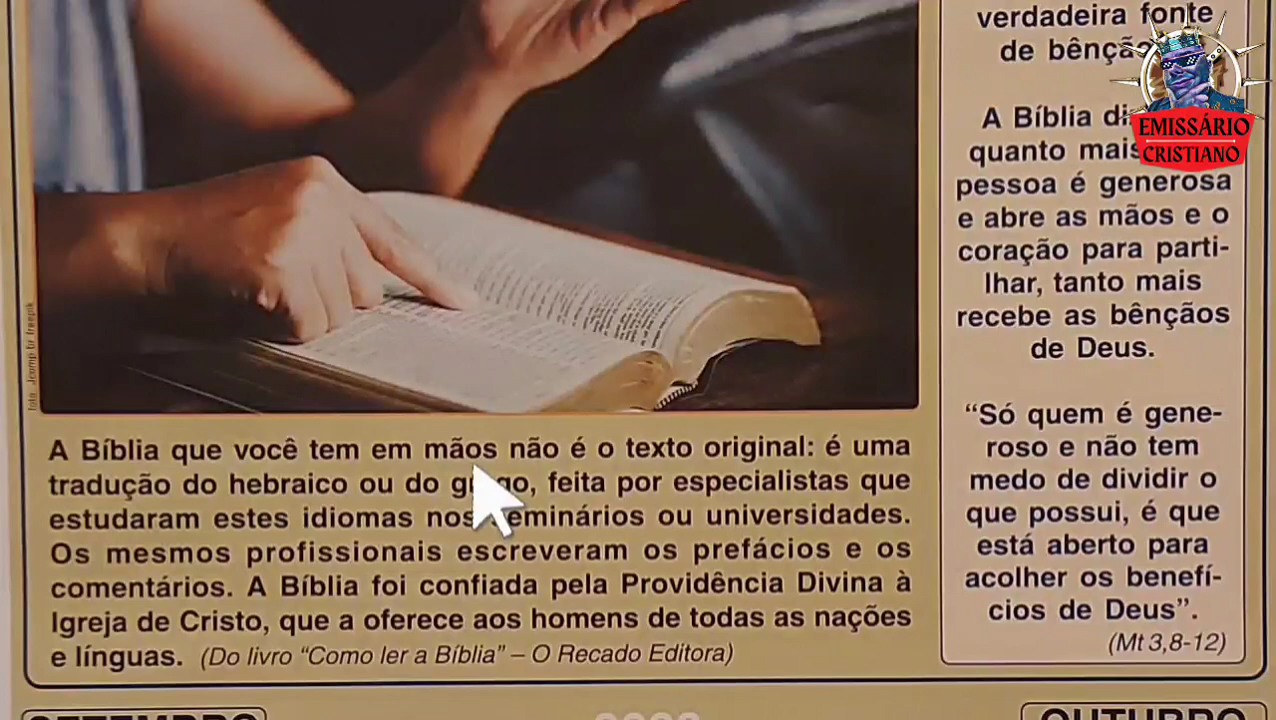 A Bíblia que você tem em mãos não é o texto original: é uma
tradução do hebraico ou do grego, feita por especialistas que
estudaram estes idiomas nos seminários ou universidades.
Os mesmos profissionais escreveram os prefácios e os
comentários. A Bíblia foi confiada pela Providência Divina à
Igreja de Cristo, que a oferece aos homens de todas as nações
e línguas. (Do livro “Como ler a Bíblia” – O Recado Editora)
verdadeira fonte
de
A Bíblia
quanto mais
pessoa é generosa
e abre as mãos e o
coração para parti-
lhar, tanto mais
recebe as bênçãos
de Deus.
“Só quem é gene-
roso e não tem
medo de dividir o
que possui, é que
está aberto para
acolher os benefí-
cios de Deus”.
(Mt 3,8-12)
EMISSÁRIO
CRISTIANO
SETEMBRO
OUTUBRO